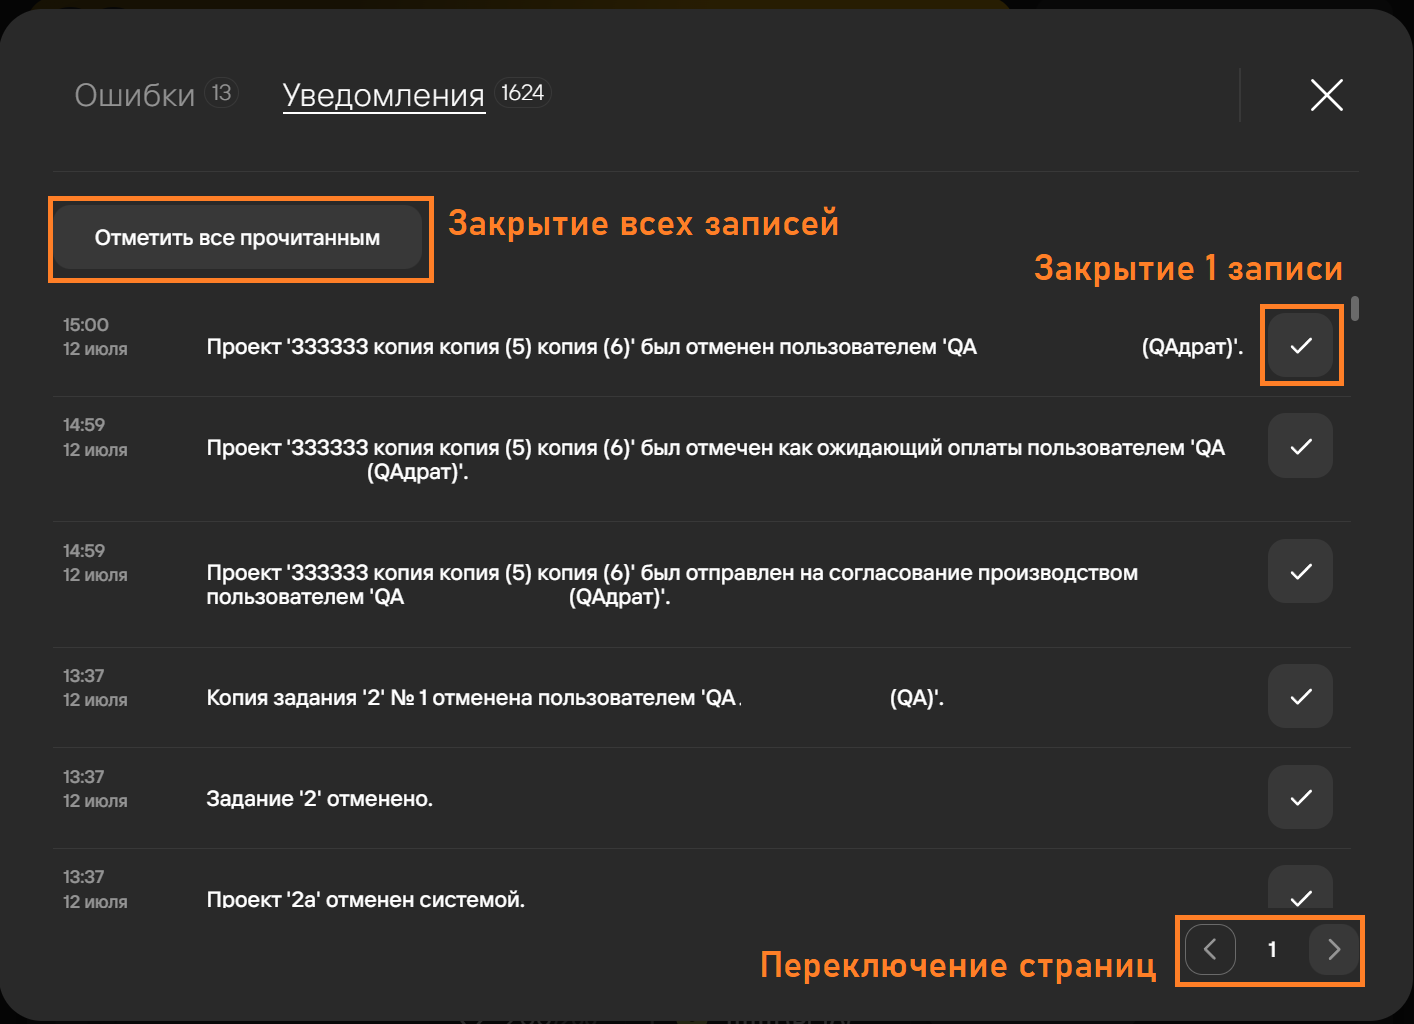 Ошибки 13 Уведомления 1624
Отметить все прочитанным
Закрытие всех записей
Закрытие 1 записи
15:00
12 июля
Проект '333333 копия копия (5) копия (6)' был отменен пользователем 'QA (QAдрат)'.
14:59
12 июля
Проект '333333 копия копия (5) копия (6)' был отмечен как ожидающий оплаты пользователем 'QA
(QAдрат)'.
14:59
12 июля
Проект '333333 копия копия (5) копия (6)' был отправлен на согласование производством
пользователем 'QA (QAдрат)'.
13:37
12 июля
Копия задания '2' № 1 отменена пользователем 'QA . (QA)'.
13:37
12 июля
Задание '2' отменено.
13:37
12 июля
Проект '2а' отменен системой.
Переключение страниц
1